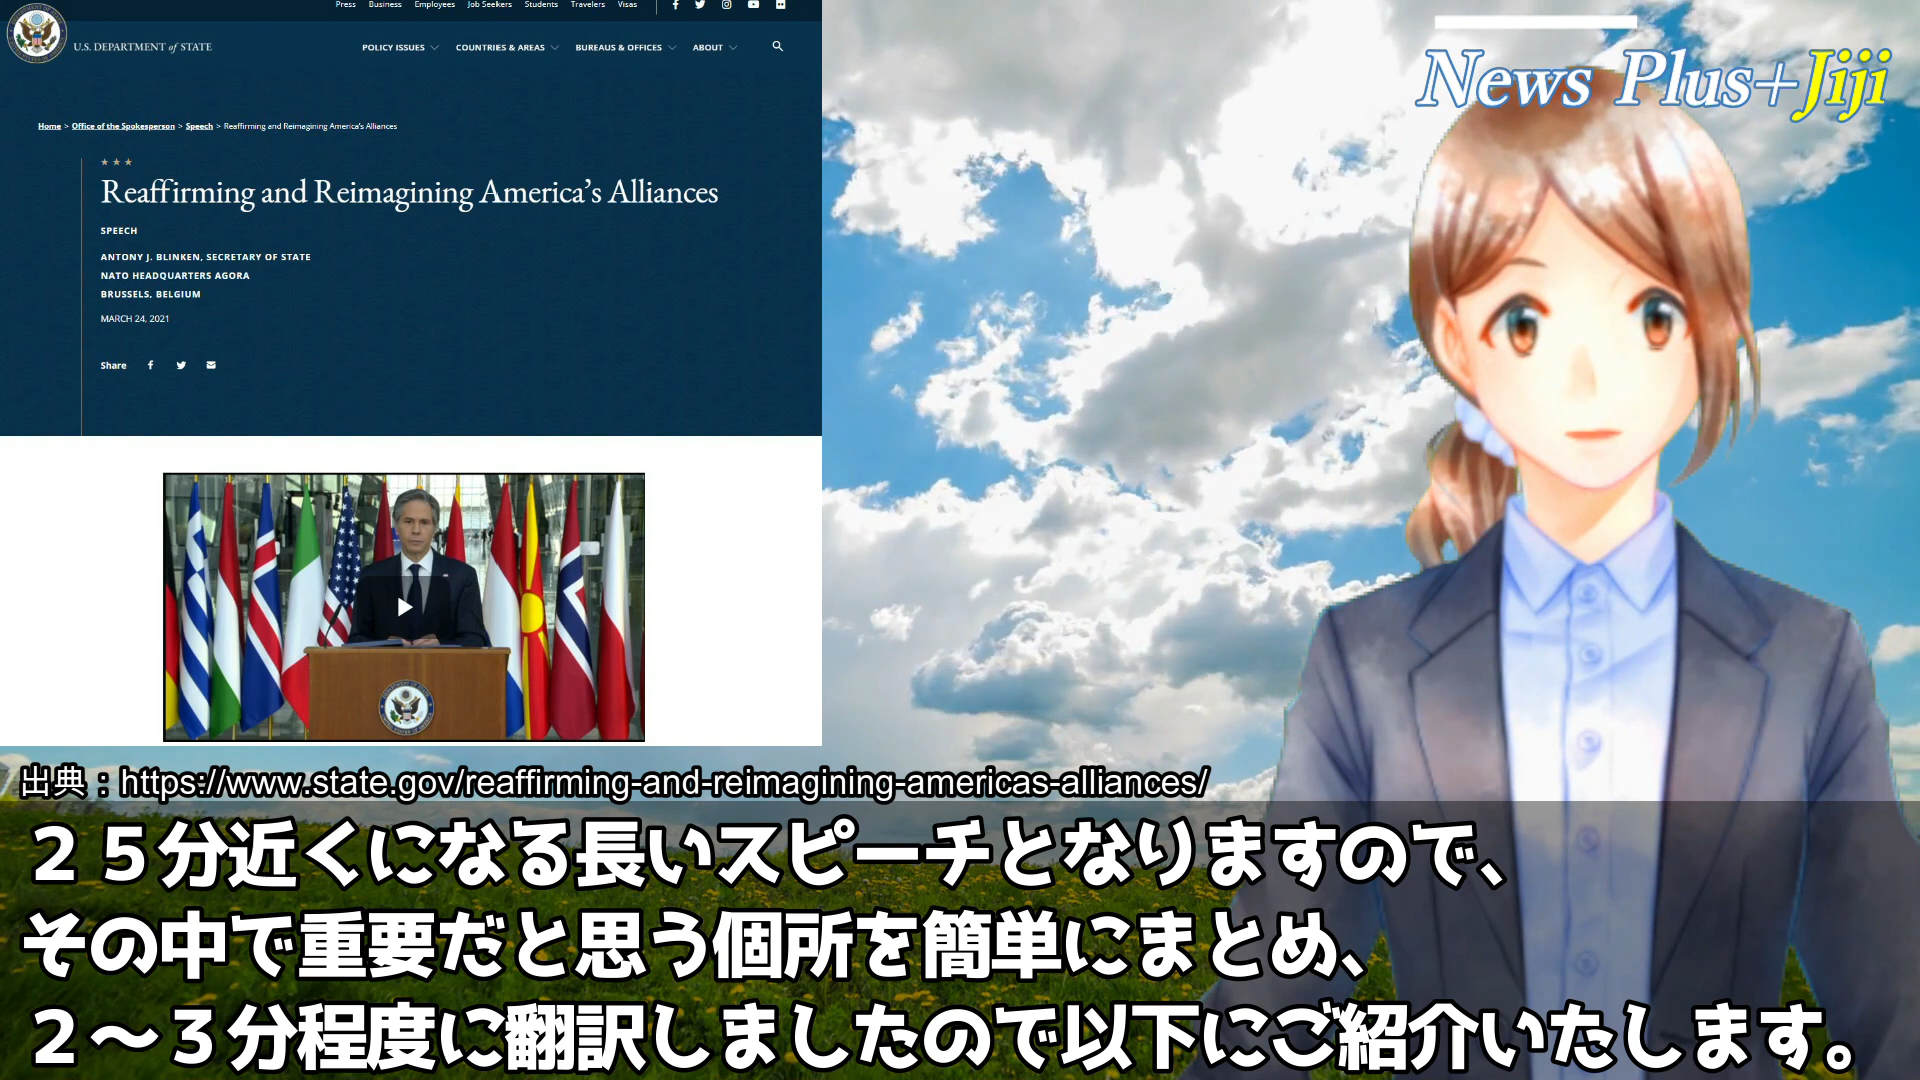 Press Business Employees Job Seekers Students Travelers Visas
U.S. DEPARTMENT of STATE
POLICY ISSUES COUNTRIES & AREAS BUREAUS & OFFICES ABOUT
Home > Office of the Spokesperson > Speech > Reaffirming and Reimagining America's Alliances
Reaffirming and Reimagining America's Alliances
SPEECH
ANTONY J. BLINKEN, SECRETARY OF STATE
NATO HEADQUARTERS AGORA
BRUSSELS, BELGIUM
MARCH 24, 2021
Share
News Plus+Jiji
出典：https://www.state.gov/reaffirming-and-reimagining-americas-alliances/
２５分近くになる長いスピーチとなりますので、
その中で重要だと思う個所を簡単にまとめ、
２～３分程度に翻訳しましたので以下にご紹介いたします。